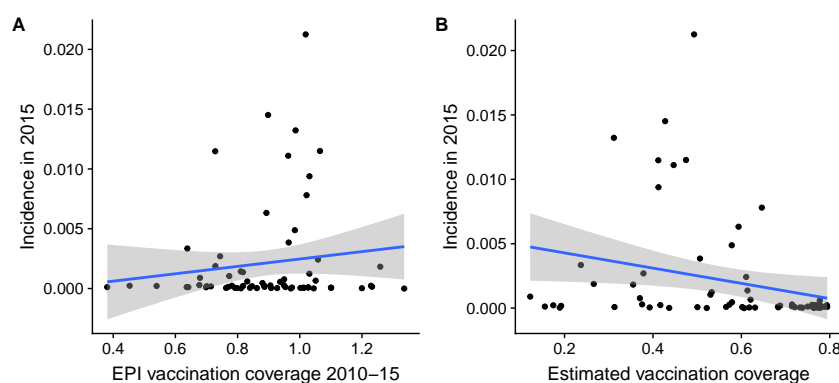 A
B
0.020
0.015
0.010
0.005
0.000
Incidence in 2015
0.4 0.6 0.8 1.0 1.2
EPI vaccination coverage 2010−15
0.020
0.015
0.010
0.005
0.000
Incidence in 2015
0.2 0.4 0.6 0.8
Estimated vaccination coverage